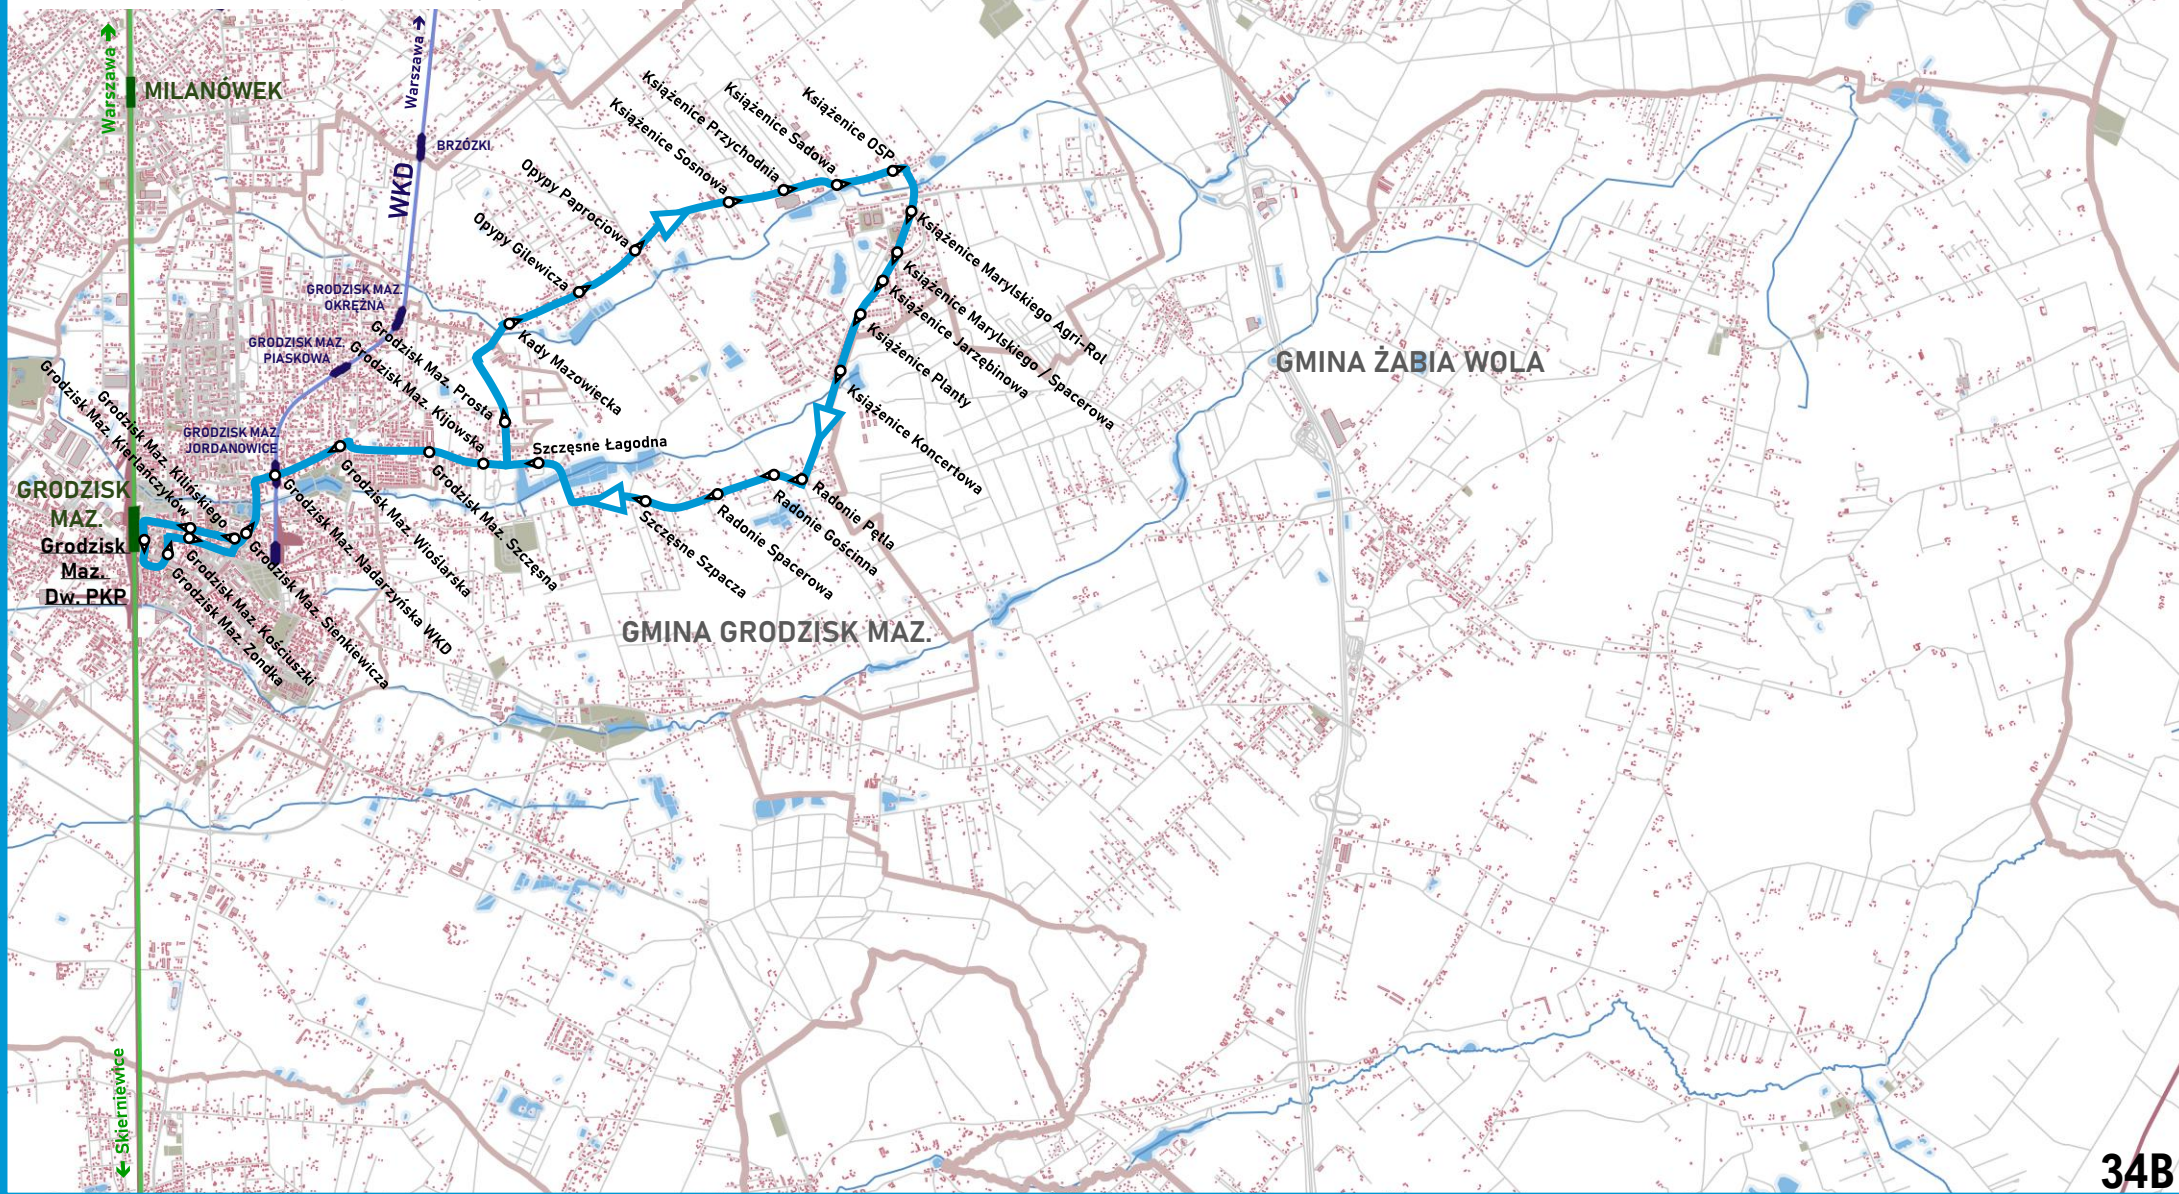 Warszawa →
MILANÓWEK
Warszawa →
BRZÓZKI
WKD
GRODZISK MAZ.
OKRĘŻNA
GRODZISK MAZ.
PIASKOWA
GRODZISK MAZ.
JORDANOWICE
GRODZISK
MAZ.
Grodzisk
Maz.
Dw. PKP
Grodzisk Maz. Kierlańczyków
Grodzisk Maz. Kilińskiego
Grodzisk Maz. Kijowska
Grodzisk Maz. Prosta
Kady Mazowiecka
Opypy Gilewicza
Opypy Paprociowa
Książenice Sosnowa
Książenice Przychodnia
Książenice Sadowa
Książenice OSP
Książenice Marylskiego Agri-Rol
Książenice Marylskiego / Spacerowa
Książenice Jarzębinowa
Książenice Planty
Książenice Koncertowa
Radonie Pętla
Radonie Gościnna
Radonie Spacerowa
Szczęsne Szpacza
Szczęsne Łagodna
Grodzisk Maz. Szczęsna
Grodzisk Maz. Wioślarska
Grodzisk Maz. Nadarzyńska WKD
Grodzisk Maz. Sienkiewicza
Grodzisk Maz. Kościuszki
Grodzisk Maz. Żondka
GMINA ŻABIA WOLA
GMINA GRODZISK MAZ.
← Skierniewice
34B